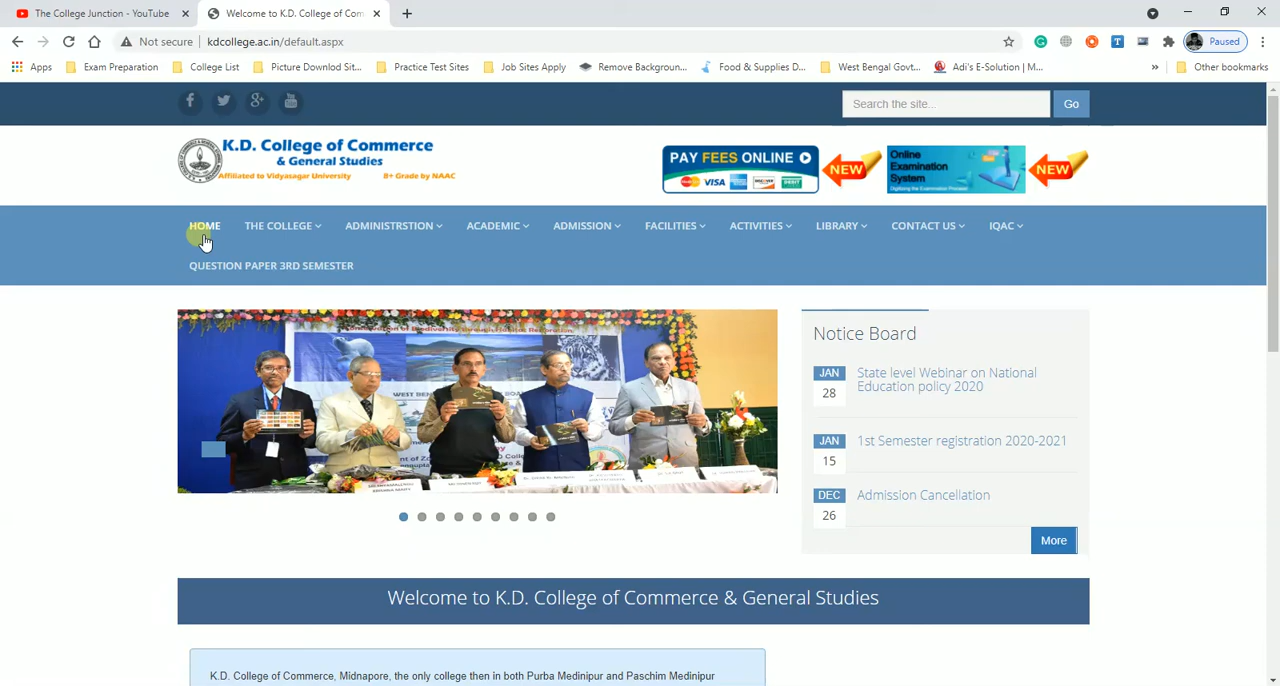 The College Junction - YouTube
Welcome to K.D. College of Com
Not secure
kdcollege.ac.in/default.aspx
Paused
Apps
Exam Preparation
College List
Picture Downlod Sit...
Practice Test Sites
Job Sites Apply
Remove Backgroun...
Food & Supplies D...
West Bengal Govt...
Adi's E-Solution | M...
Other bookmarks
Search the site...
Go
K.D. College of Commerce
& General Studies
Affiliated to Vidyasagar University
B+ Grade by NAAC
PAY FEES ONLINE
VISA
NEW
Online
Examination
System
Digitizing the Examination Process!
NEW
HOME
THE COLLEGE
ADMINISTRSTION
ACADEMIC
ADMISSION
FACILITIES
ACTIVITIES
LIBRARY
CONTACT US
IQAC
QUESTION PAPER 3RD SEMESTER
Notice Board
JAN
28
State level Webinar on National
Education policy 2020
JAN
15
1st Semester registration 2020-2021
DEC
26
Admission Cancellation
More
Welcome to K.D. College of Commerce & General Studies
K.D. College of Commerce, Midnapore, the only college then in both Purba Medinipur and Paschim Medinipur